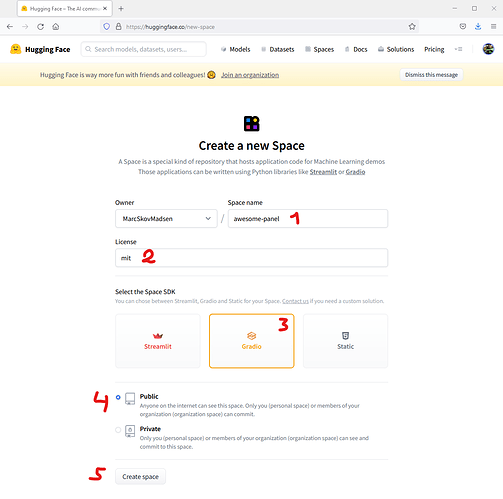 Hugging Face – The AI commu
https://huggingface.co/new-space
Hugging Face
Search models, datasets...
Models
Datasets
Spaces
Docs
Solutions
Pricing
Hugging Face is way more fun with friends and colleagues! 🤗 Join an organization
Dismiss this message
Create a new Space
A Space is a special kind of repository that hosts application code for Machine Learning demos
Those applications can be written using Python libraries like Streamlit or Gradio
Owner
Space name
MarcSkovMadsen
/
awesome-panel
1
License
mit
2
Select the Space SDK
You can chose between Streamlit, Gradio and Static for your Space. Contact us if you need a custom solution.
3
Streamlit
Gradio
Static
4
Public
Anyone on the internet can see this space. Only you (personal space) or members of your
organization (organization space) can commit.
Private
Only you (personal space) or members of your organization (organization space) can see and
commit to this space.
5
Create space